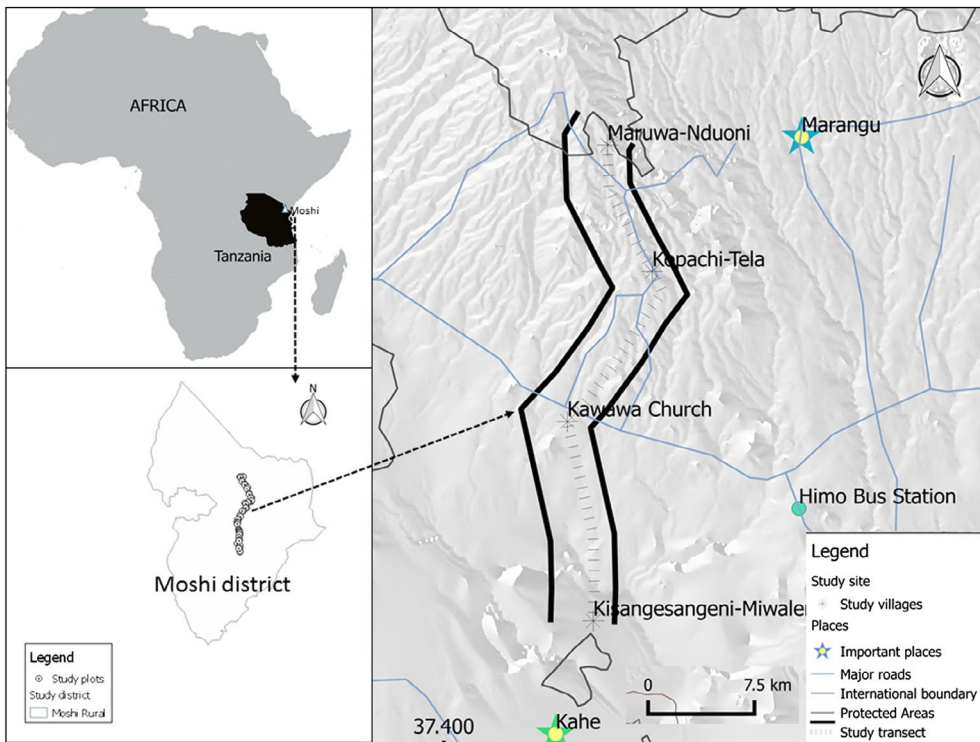 AFRICA
Moshi
Tanzania
N
Moshi district
Legend
Study plots
Study district
Moshi Rural
Maruwa-Nduoni
Marangu
Kopachi-Tela
Kawawa Church
Himo Bus Station
Kisangesangeni-Miwaler
Kahe
37.400
0 7.5 km
Legend
Study site
Study villages
Places
Important places
Major roads
International boundary
Protected Areas
Study transect